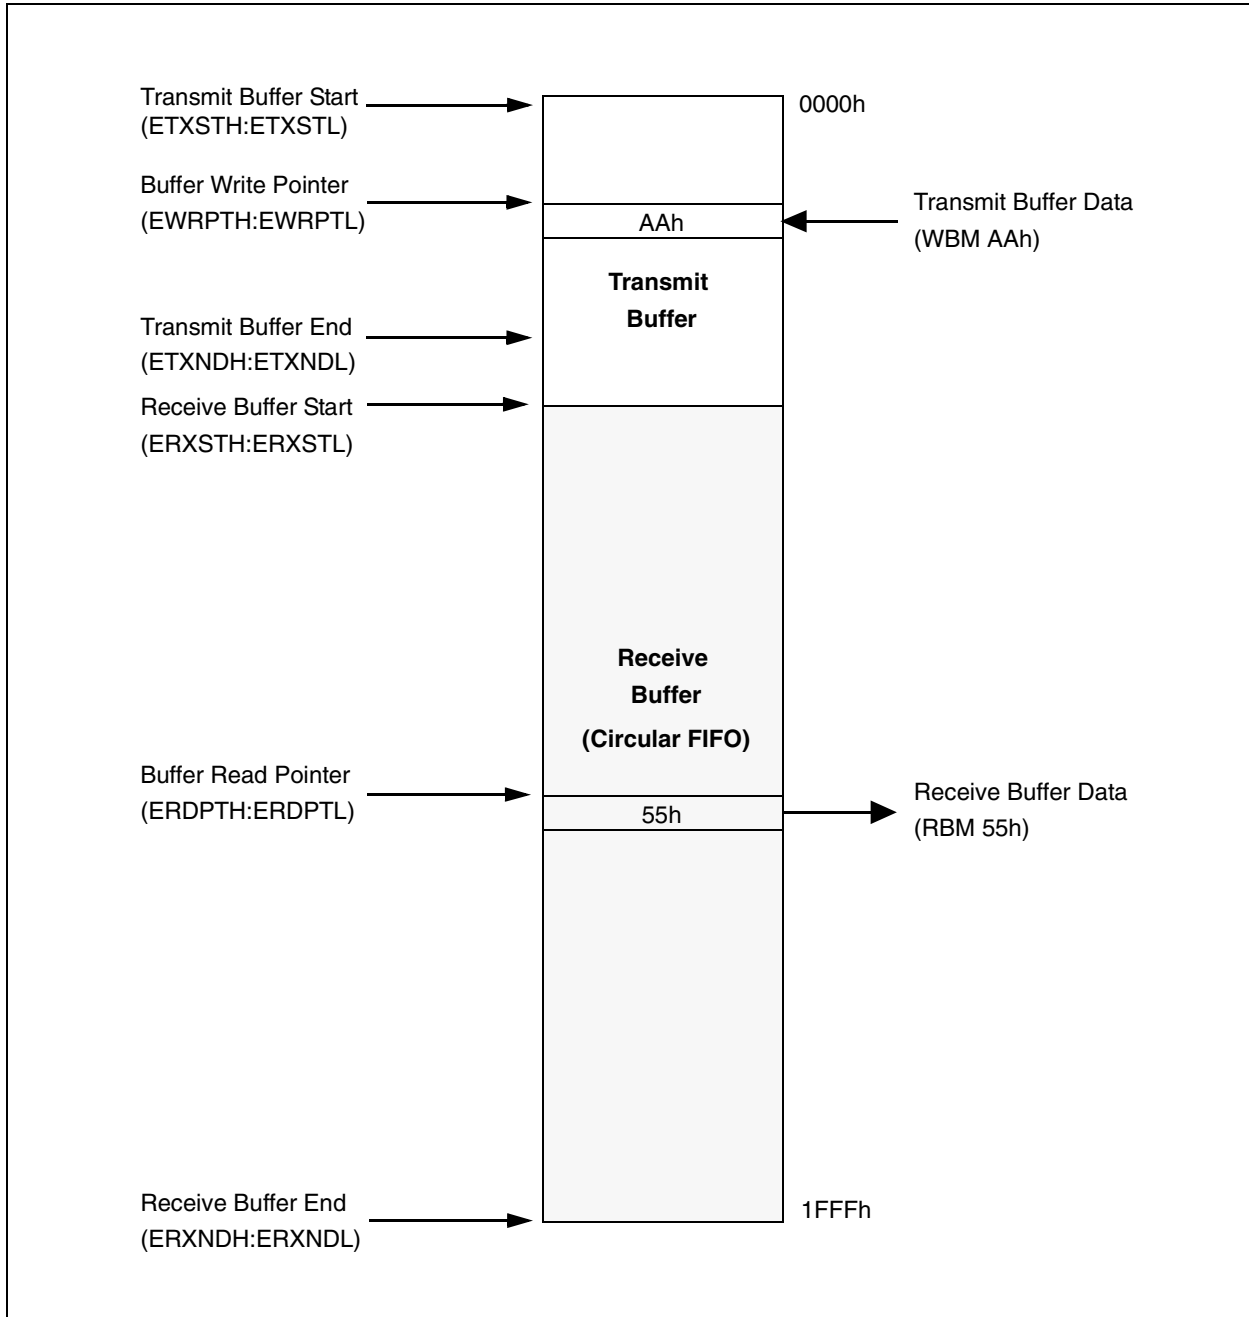 Transmit Buffer Start
(ETXSTH:ETXSTL)
0000h
Buffer Write Pointer
(EWRPTH:EWRPTL)
AAh
Transmit Buffer Data
(WBM AAh)
Transmit
Buffer
Transmit Buffer End
(ETXNDH:ETXNDL)
Receive Buffer Start
(ERXSTH:ERXSTL)
Receive
Buffer
(Circular FIFO)
Buffer Read Pointer
(ERDPTH:ERDPTL)
55h
Receive Buffer Data
(RBM 55h)
Receive Buffer End
(ERXNDH:ERXNDL)
1FFFh